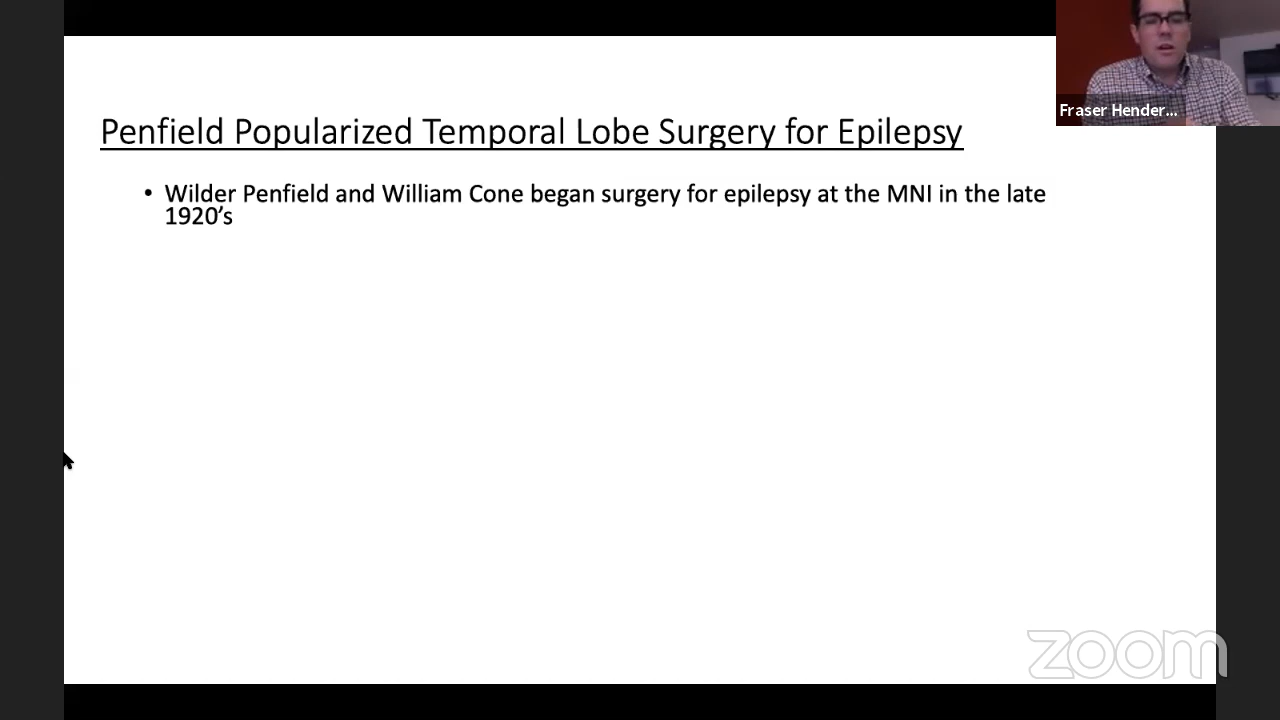 Fraser Hender...
Penfield Popularized Temporal Lobe Surgery for Epilepsy
• Wilder Penfield and William Cone began surgery for epilepsy at the MNI in the late
1920's
zoom